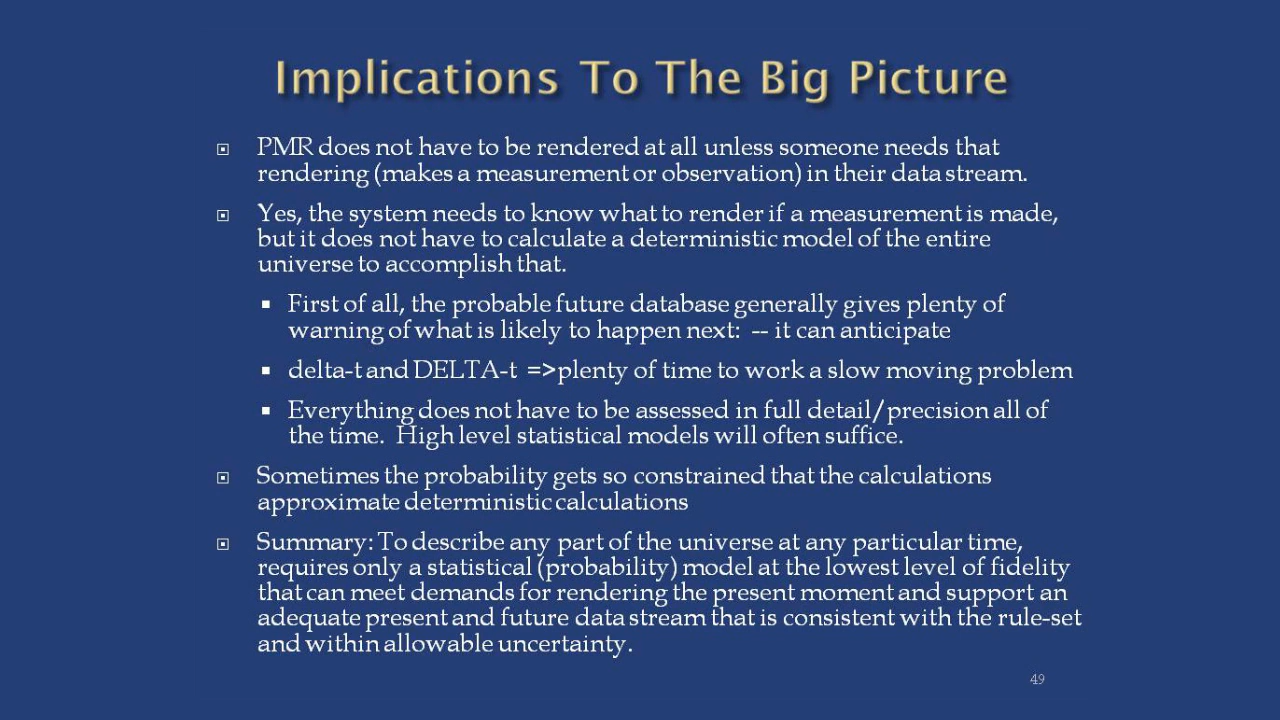 Implications To The Big Picture
PMR does not have to be rendered at all unless someone needs that
rendering (makes a measurement or observation) in their data stream.
Yes, the system needs to know what to render if a measurement is made,
but it does not have to calculate a deterministic model of the entire
universe to accomplish that.
First of all, the probable future database generally gives plenty of
warning of what is likely to happen next: -- it can anticipate
delta-t and DELTA-t => plenty of time to work a slow moving problem
Everything does not have to be assessed in full detail/precision all of
the time. High level statistical models will often suffice.
Sometimes the probability gets so constrained that the calculations
approximate deterministic calculations
Summary: To describe any part of the universe at any particular time,
requires only a statistical (probability) model at the lowest level of fidelity
that can meet demands for rendering the present moment and support an
adequate present and future data stream that is consistent with the rule-set
and within allowable uncertainty.
49